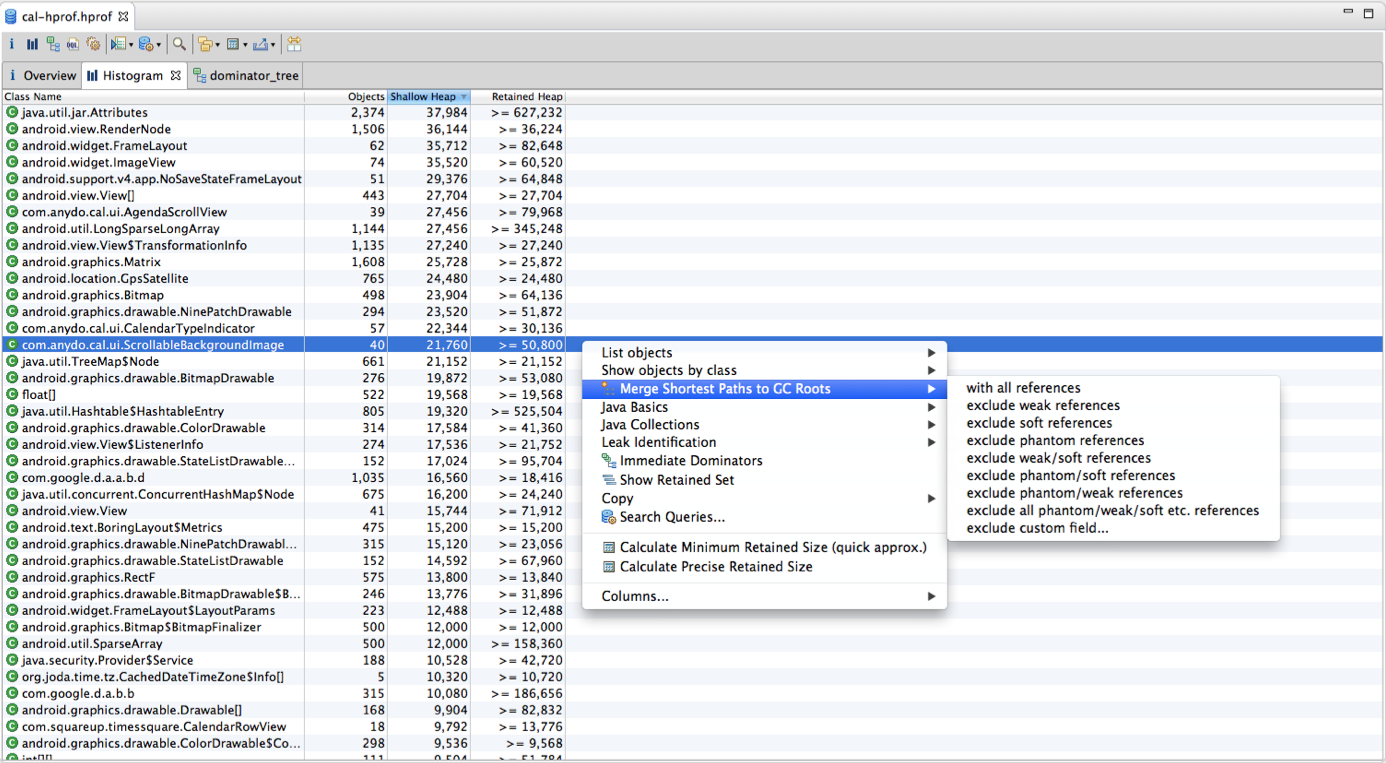 cal-hprof.hprof
Overview Histogram dominator_tree
Class Name Objects Shallow Heap Retained Heap
java.util.jar.Attributes 2,374 37,984 >= 627,232
android.view.RenderNode 1,506 36,144 >= 36,224
android.widget.FrameLayout 62 35,712 >= 82,648
android.widget.ImageView 74 35,520 >= 60,520
android.support.v4.app.NoSaveStateFrameLayout 51 29,376 >= 64,848
android.view.View[] 443 27,704 >= 27,704
com.anydo.cal.ui.AgendaScrollView 39 27,456 >= 79,968
android.util.LongSparseLongArray 1,144 27,456 >= 345,248
android.view.View$TransformationInfo 1,135 27,240 >= 27,240
android.graphics.Matrix 1,608 25,728 >= 25,872
android.location.GpsSatellite 765 24,480 >= 24,480
android.graphics.Bitmap 498 23,904 >= 64,136
android.graphics.drawable.NinePatchDrawable 294 23,520 >= 51,872
com.anydo.cal.ui.CalendarTypeIndicator 57 22,344 >= 30,136
com.anydo.cal.ui.ScrollableBackgroundImage 40 21,760 >= 50,800
java.util.TreeMap$Node 661 21,152 >= 21,152
android.graphics.drawable.BitmapDrawable 276 19,872 >= 53,080
float[] 522 19,568 >= 19,568
java.util.Hashtable$HashtableEntry 805 19,320 >= 525,504
android.graphics.drawable.ColorDrawable 314 17,584 >= 41,360
android.view.View$ListenerInfo 274 17,536 >= 21,752
android.graphics.drawable.StateListDrawable... 152 17,024 >= 95,704
com.google.d.a.a.b.d 1,035 16,560 >= 18,416
java.util.concurrent.ConcurrentHashMap$Node 675 16,200 >= 24,240
android.view.View 41 15,744 >= 71,912
android.text.BoringLayout$Metrics 475 15,200 >= 15,200
android.graphics.drawable.NinePatchDrawabl... 315 15,120 >= 23,056
android.graphics.drawable.StateListDrawable 152 14,592 >= 67,960
android.graphics.RectF 575 13,800 >= 13,840
android.graphics.drawable.BitmapDrawable$B... 246 13,776 >= 31,896
android.widget.FrameLayout$LayoutParams 223 12,488 >= 12,488
android.graphics.Bitmap$BitmapFinalizer 500 12,000 >= 12,000
android.util.SparseArray 500 12,000 >= 158,360
java.security.Provider$Service 188 10,528 >= 42,720
org.joda.time.tz.CachedDateTimeZone$Info[] 5 10,320 >= 10,720
com.google.d.a.b.b 315 10,080 >= 186,656
android.graphics.drawable.Drawable[] 168 9,904 >= 82,832
com.squareup.timessquare.CalendarRowView 18 9,792 >= 13,776
android.graphics.drawable.ColorDrawable$Co... 298 9,536 >= 9,568
int[][] 111 9,504 >= 51,784
List objects
Show objects by class
Merge Shortest Paths to GC Roots
Java Basics
Java Collections
Leak Identification
Immediate Dominators
Show Retained Set
Copy
Search Queries...
Calculate Minimum Retained Size (quick approx.)
Calculate Precise Retained Size
Columns...
with all references
exclude weak references
exclude soft references
exclude phantom references
exclude weak/soft references
exclude phantom/soft references
exclude phantom/weak references
exclude all phantom/weak/soft etc. references
exclude custom field...